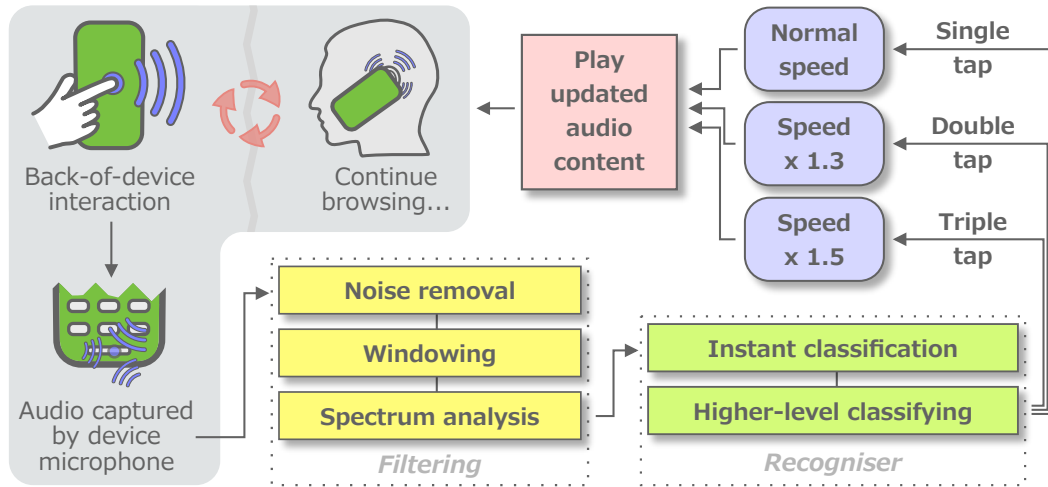 Back-of-device
interaction
Continue
browsing...
Audio captured
by device
microphone
Noise removal
Windowing
Spectrum analysis
Filtering
Instant classification
Higher-level classifying
Recogniser
Single
tap
Double
tap
Triple
tap
Normal
speed
Speed
x 1.3
Speed
x 1.5
Play
updated
audio
content